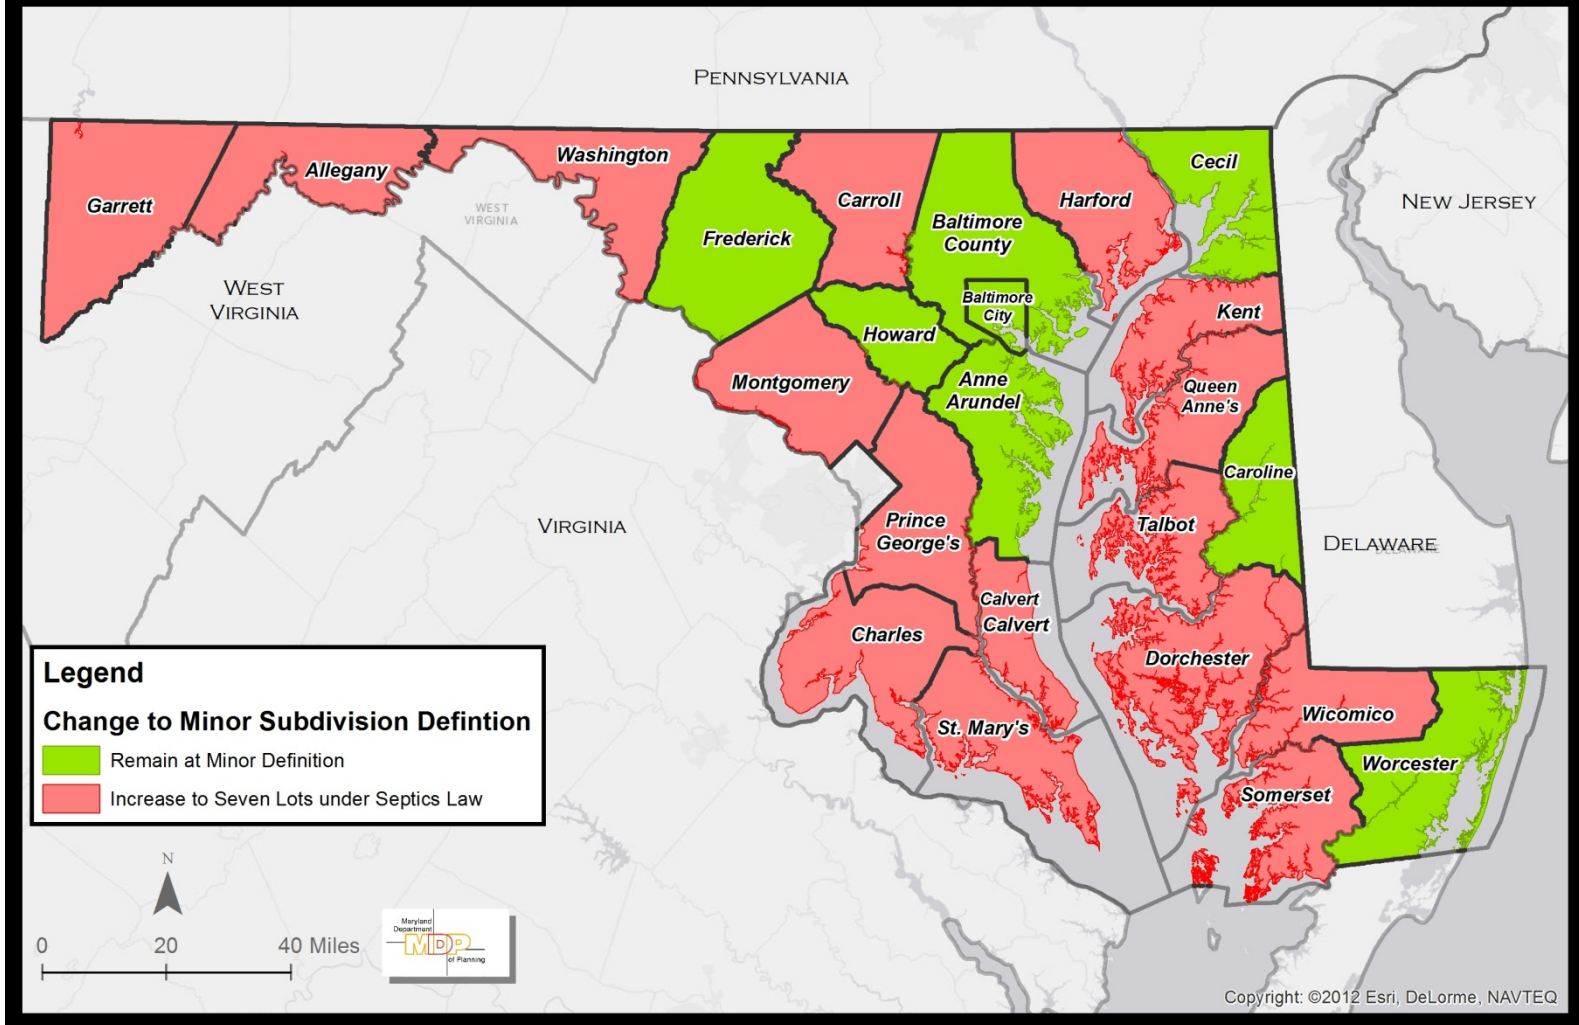 PENNSYLVANIA
NEW JERSEY
WEST
VIRGINIA
WEST
VIRGINIA
VIRGINIA
DELAWARE
DELAWARE
Garrett
Allegany
Washington
Frederick
Carroll
Baltimore
County
Baltimore
City
Harford
Cecil
Howard
Montgomery
Anne
Arundel
Kent
Queen
Anne's
Caroline
Talbot
Prince
George's
Calvert
Calvert
Charles
St. Mary's
Dorchester
Wicomico
Worcester
Somerset
Legend
Change to Minor Subdivision Defintion
Remain at Minor Definition
Increase to Seven Lots under Septics Law
N
0 20 40 Miles
Maryland
Department
MDP
of Planning
Copyright: ©2012 Esri, DeLorme, NAVTEQ